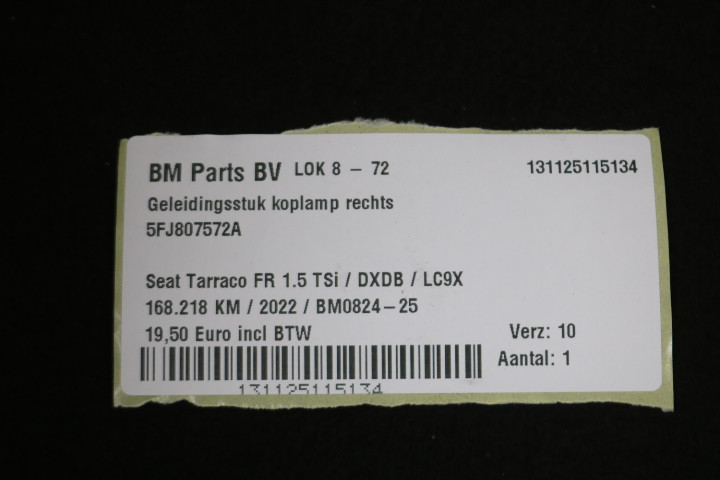 BM Parts BV LOK 8 – 72 131125115134
Geleidingsstuk koplamp rechts
5FJ807572A
Seat Tarraco FR 1.5 TSi / DXDB / LC9X
168.218 KM / 2022 / BM0824-25
19,50 Euro incl BTW Verz: 10
Aantal: 1
131125115134